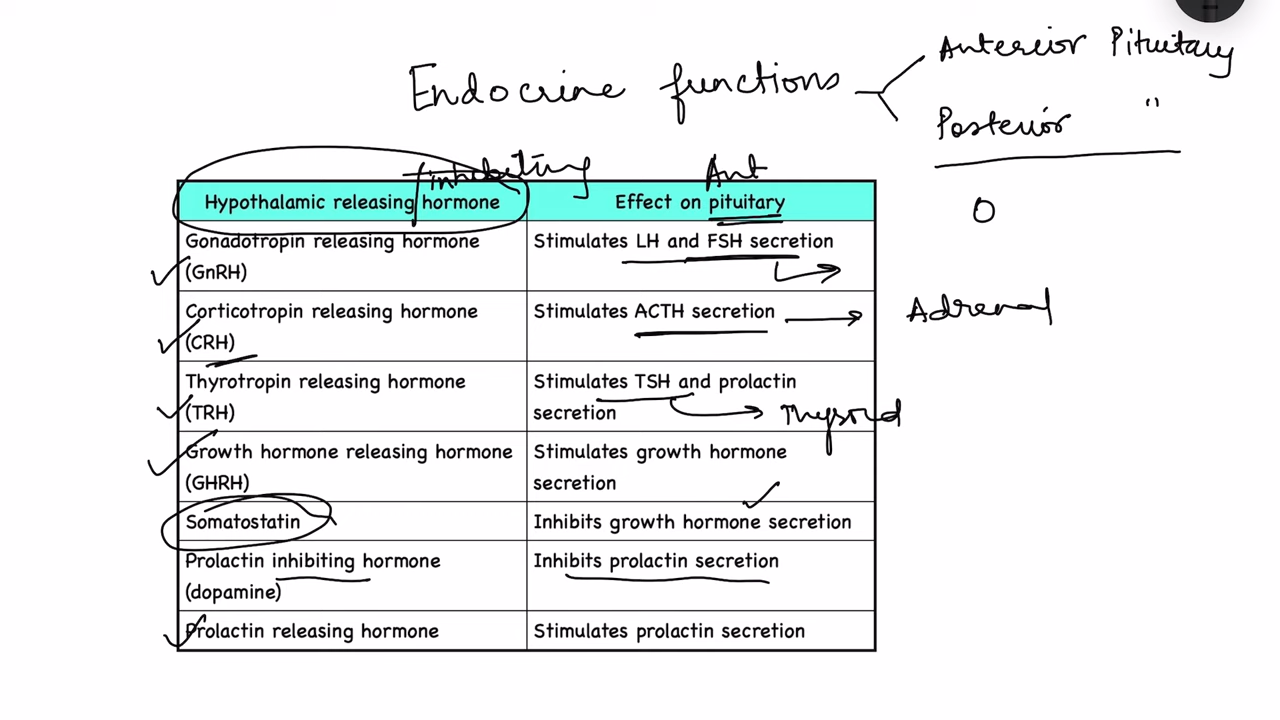 Anterior Pituitary
Endocrine functions
Posterior "
/inhibiting Ant
Hypothalamic releasing hormone Effect on pituitary
O
Gonadotropin releasing hormone Stimulates LH and FSH secretion
(GnRH)
Corticotropin releasing hormone Stimulates ACTH secretion Adrenal
(CRH)
Thyrotropin releasing hormone Stimulates TSH and prolactin
(TRH) secretion Thyroid
Growth hormone releasing hormone Stimulates growth hormone
(GHRH) secretion
Somatostatin Inhibits growth hormone secretion
Prolactin inhibiting hormone Inhibits prolactin secretion
(dopamine)
Prolactin releasing hormone Stimulates prolactin secretion